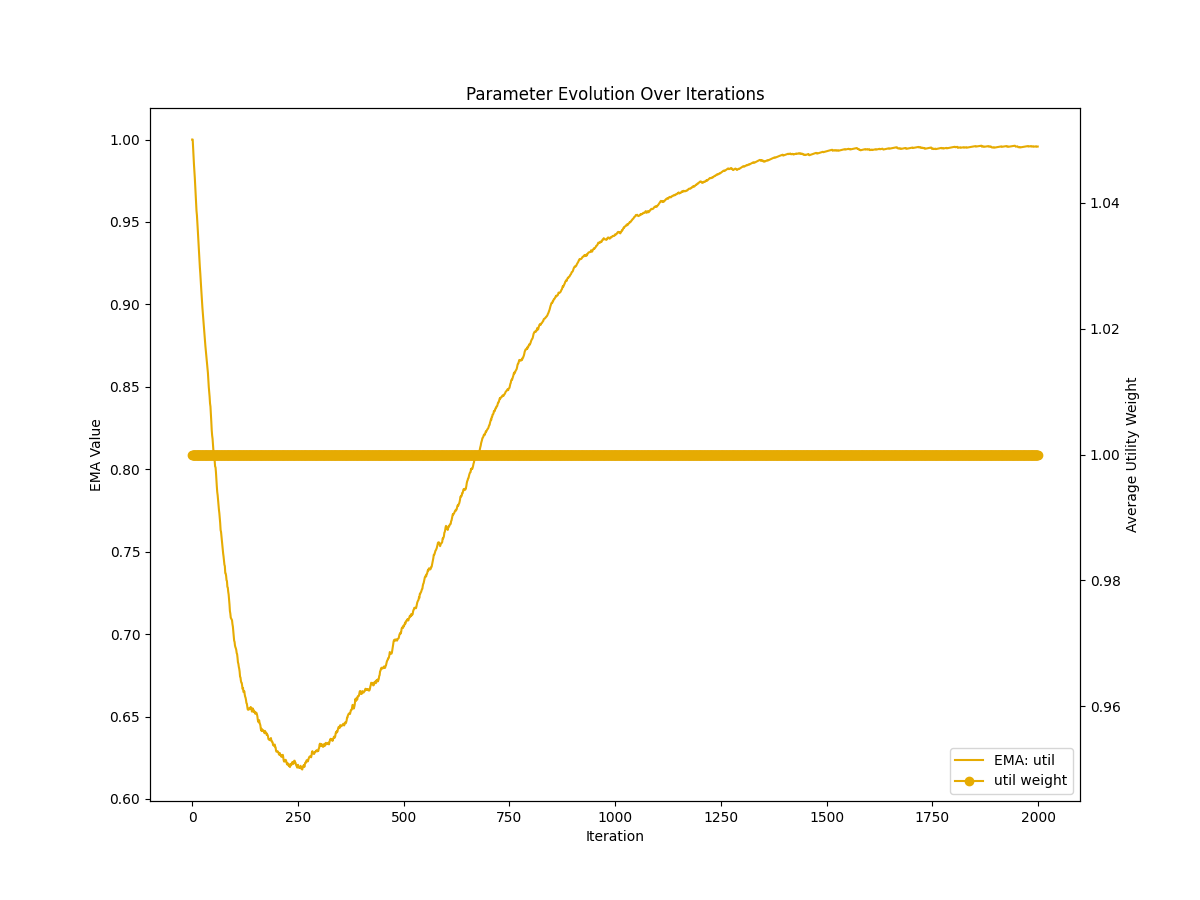 Parameter Evolution Over Iterations
1.00
0.95
0.90
0.85
0.80
0.75
0.70
0.65
0.60
EMA Value
1.04
1.02
1.00
0.98
0.96
Average Utility Weight
EMA: util
util weight
0 250 500 750 1000 1250 1500 1750 2000
Iteration